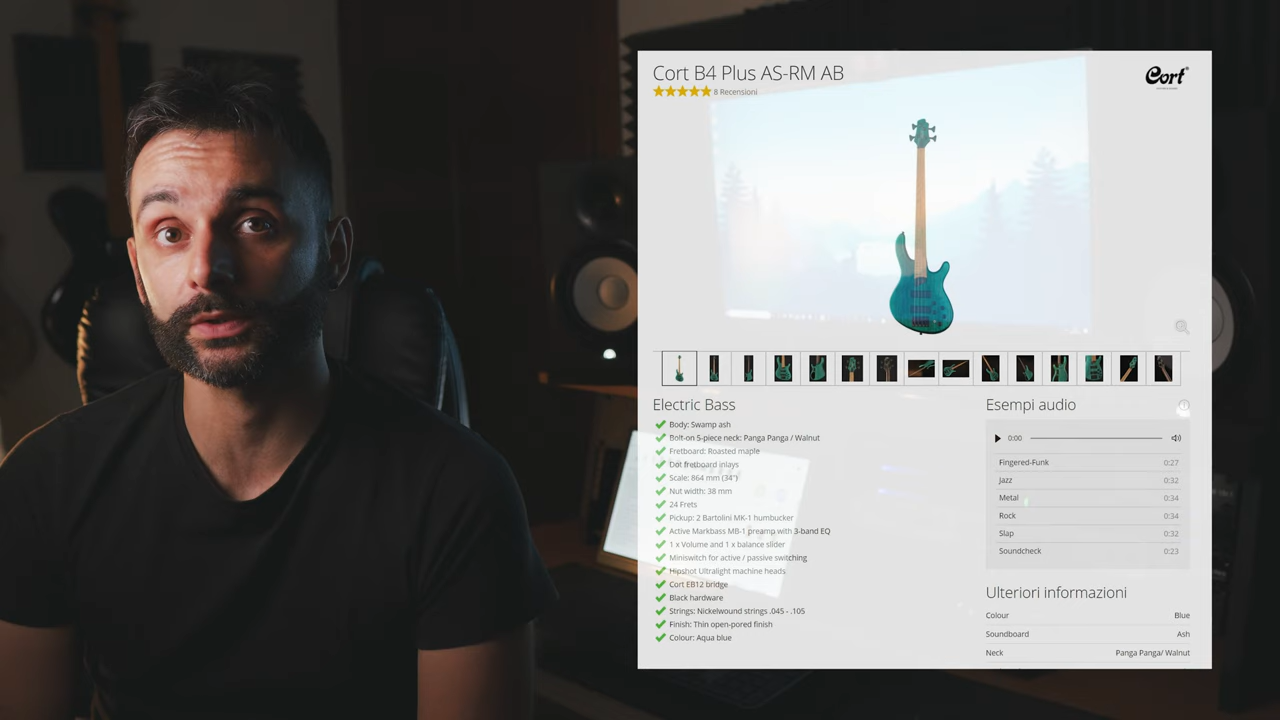 Cort B4 Plus AS-RM AB
Cort
8 Recensioni
Electric Bass
Body: Swamp ash
Bolt-on 5-piece neck: Panga Panga / Walnut
Fretboard: Roasted maple
Dot fretboard inlays
Scale: 864 mm (34")
Nut width: 38 mm
24 Frets
Pickup: 2 Bartolini MK-1 humbucker
Active Markbass MB-1 preamp with 3-band EQ
1 x Volume and 1 x balance slider
Miniswitch for active / passive switching
Hipshot Ultralight machine heads
Cort EB12 bridge
Black hardware
Strings: Nickelwound strings .045 - .105
Finish: Thin open-pored finish
Colour: Aqua blue
Esempi audio
0:00
Fingered-Funk 0:27
Jazz 0:32
Metal 0:34
Rock 0:34
Slap 0:32
Soundcheck 0:23
Ulteriori informazioni
Colour Blue
Soundboard Ash
Neck Panga Panga/ Walnut